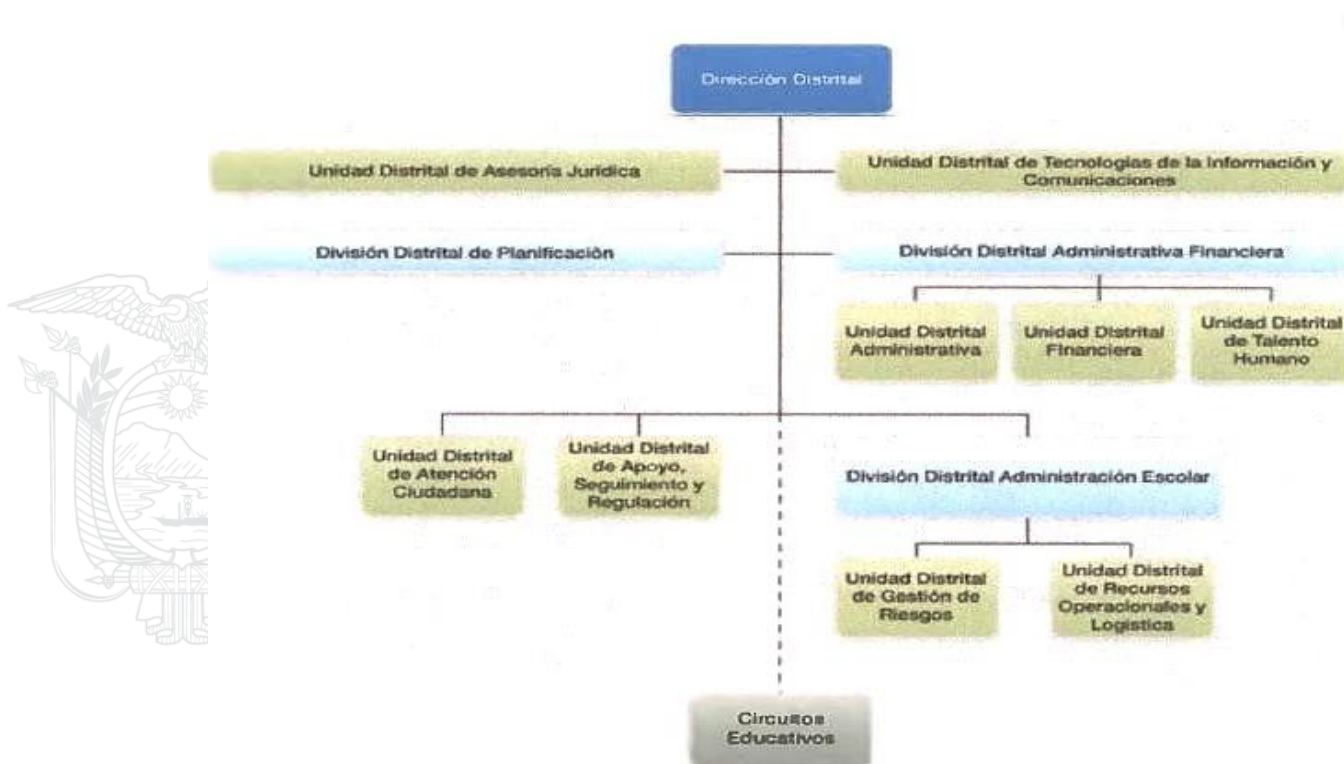 Dirección Distrital
Unidad Distrital de Asesoría Jurídica
Unidad Distrital de Tecnologías de la Información y
Comunicaciones
División Distrital de Planificación
División Distrital Administrativa Financiera
Unidad Distrital
Administrativa
Unidad Distrital
Financiera
Unidad Distrital
de Talento
Humano
Unidad Distrital
de Atención
Ciudadana
Unidad Distrital
de Apoyo,
Seguimiento y
Regulación
División Distrital Administración Escolar
Unidad Distrital
de Gestión de
Riesgos
Unidad Distrital
de Recursos
Operacionales y
Logística
Circuitos
Educativos